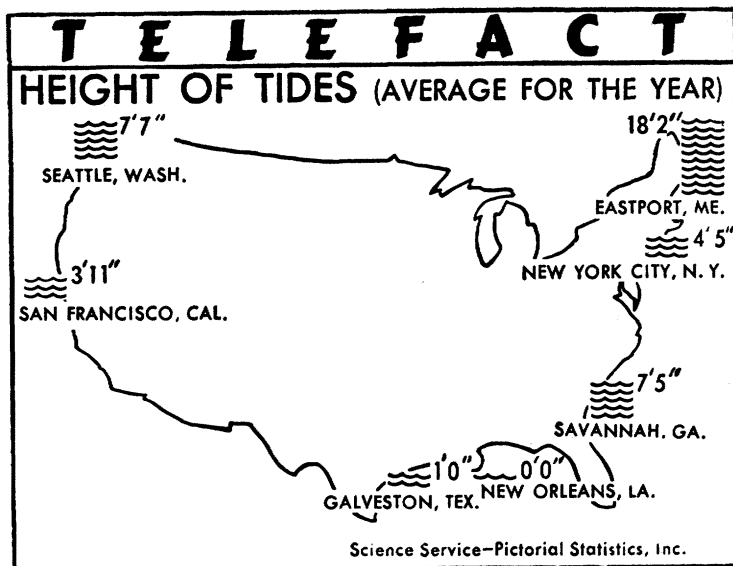 TELEFACT
HEIGHT OF TIDES (AVERAGE FOR THE YEAR)
7'7"
SEATTLE, WASH.
18'2"
EASTPORT, ME.
4'5"
NEW YORK CITY, N.Y.
3'11"
SAN FRANCISCO, CAL.
7'5"
SAVANNAH, GA.
1'0"
GALVESTON, TEX.
0'0"
NEW ORLEANS, LA.
Science Service–Pictorial Statistics, Inc.